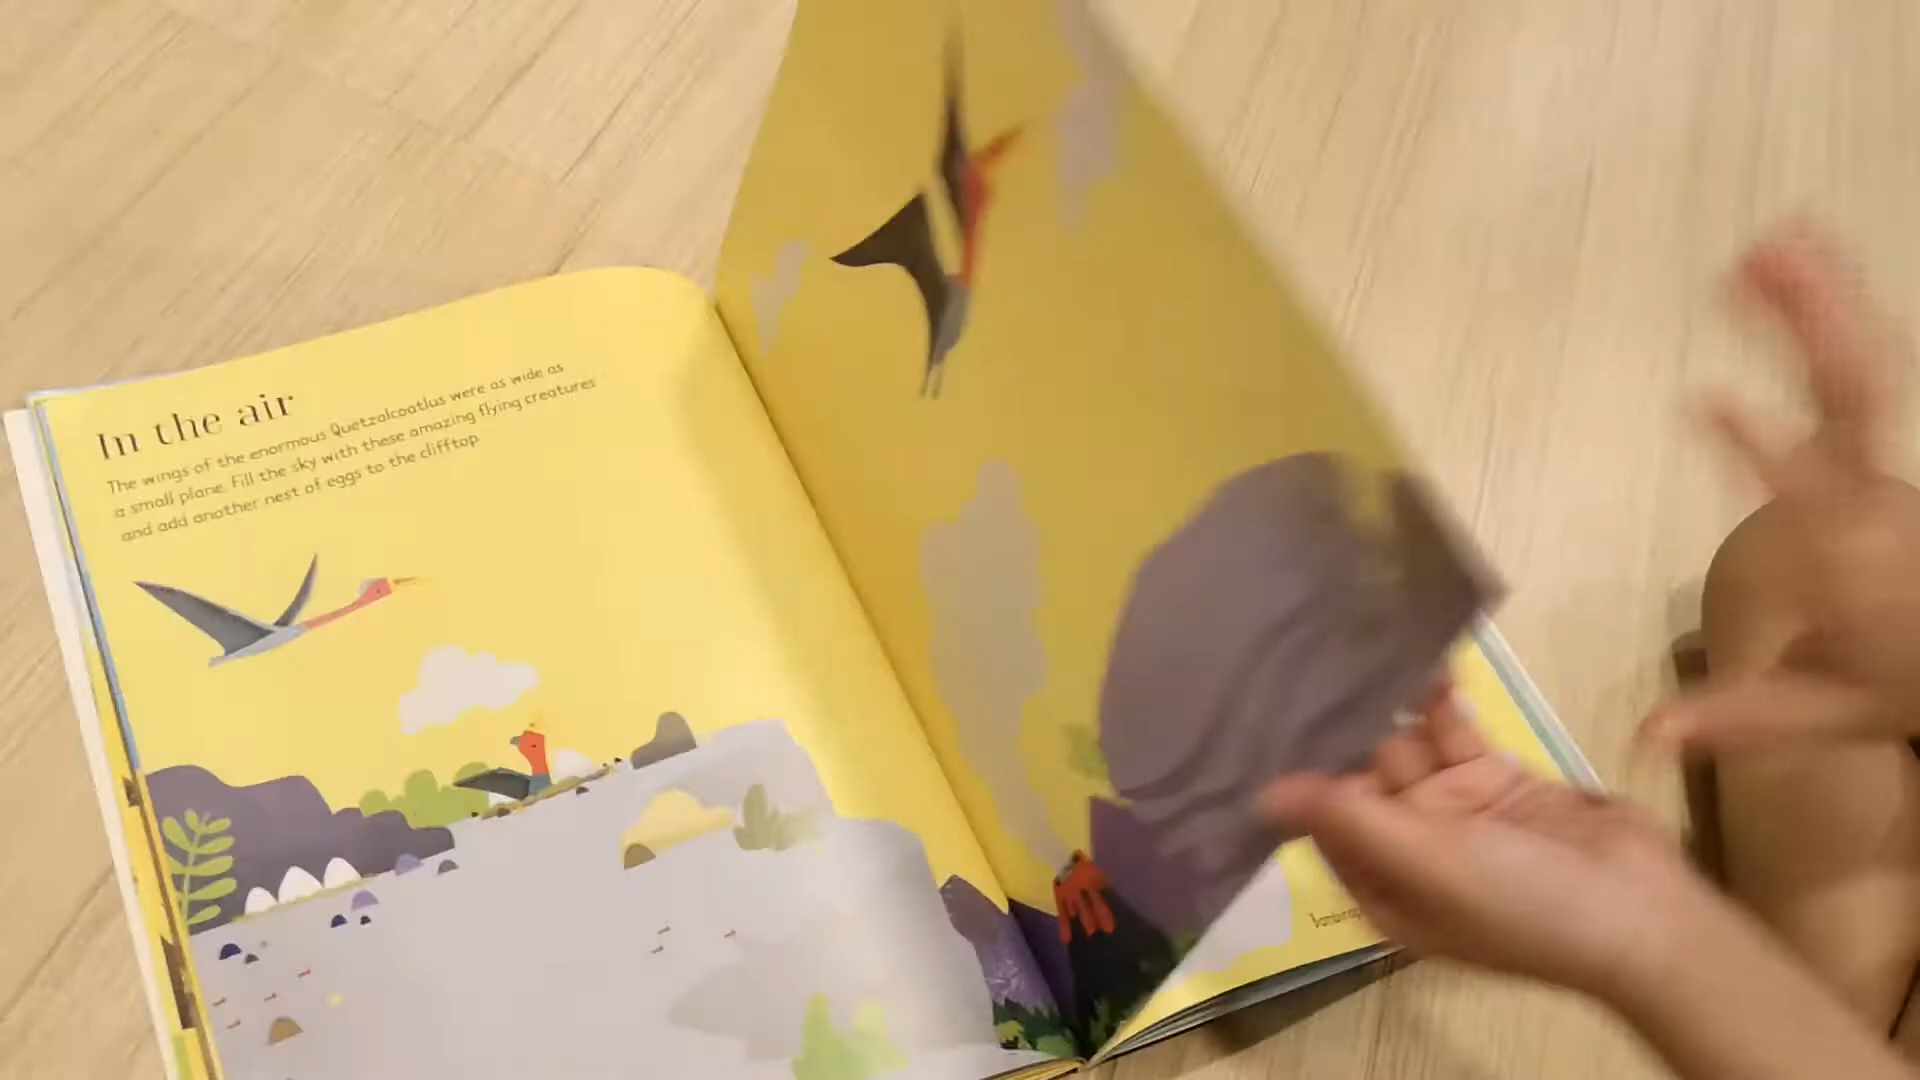 In the air
The wings of the enormous Quetzalcoatlus were as wide as
a small plane. Fill the sky with these amazing flying creatures
and add another nest of eggs to the clifftop.